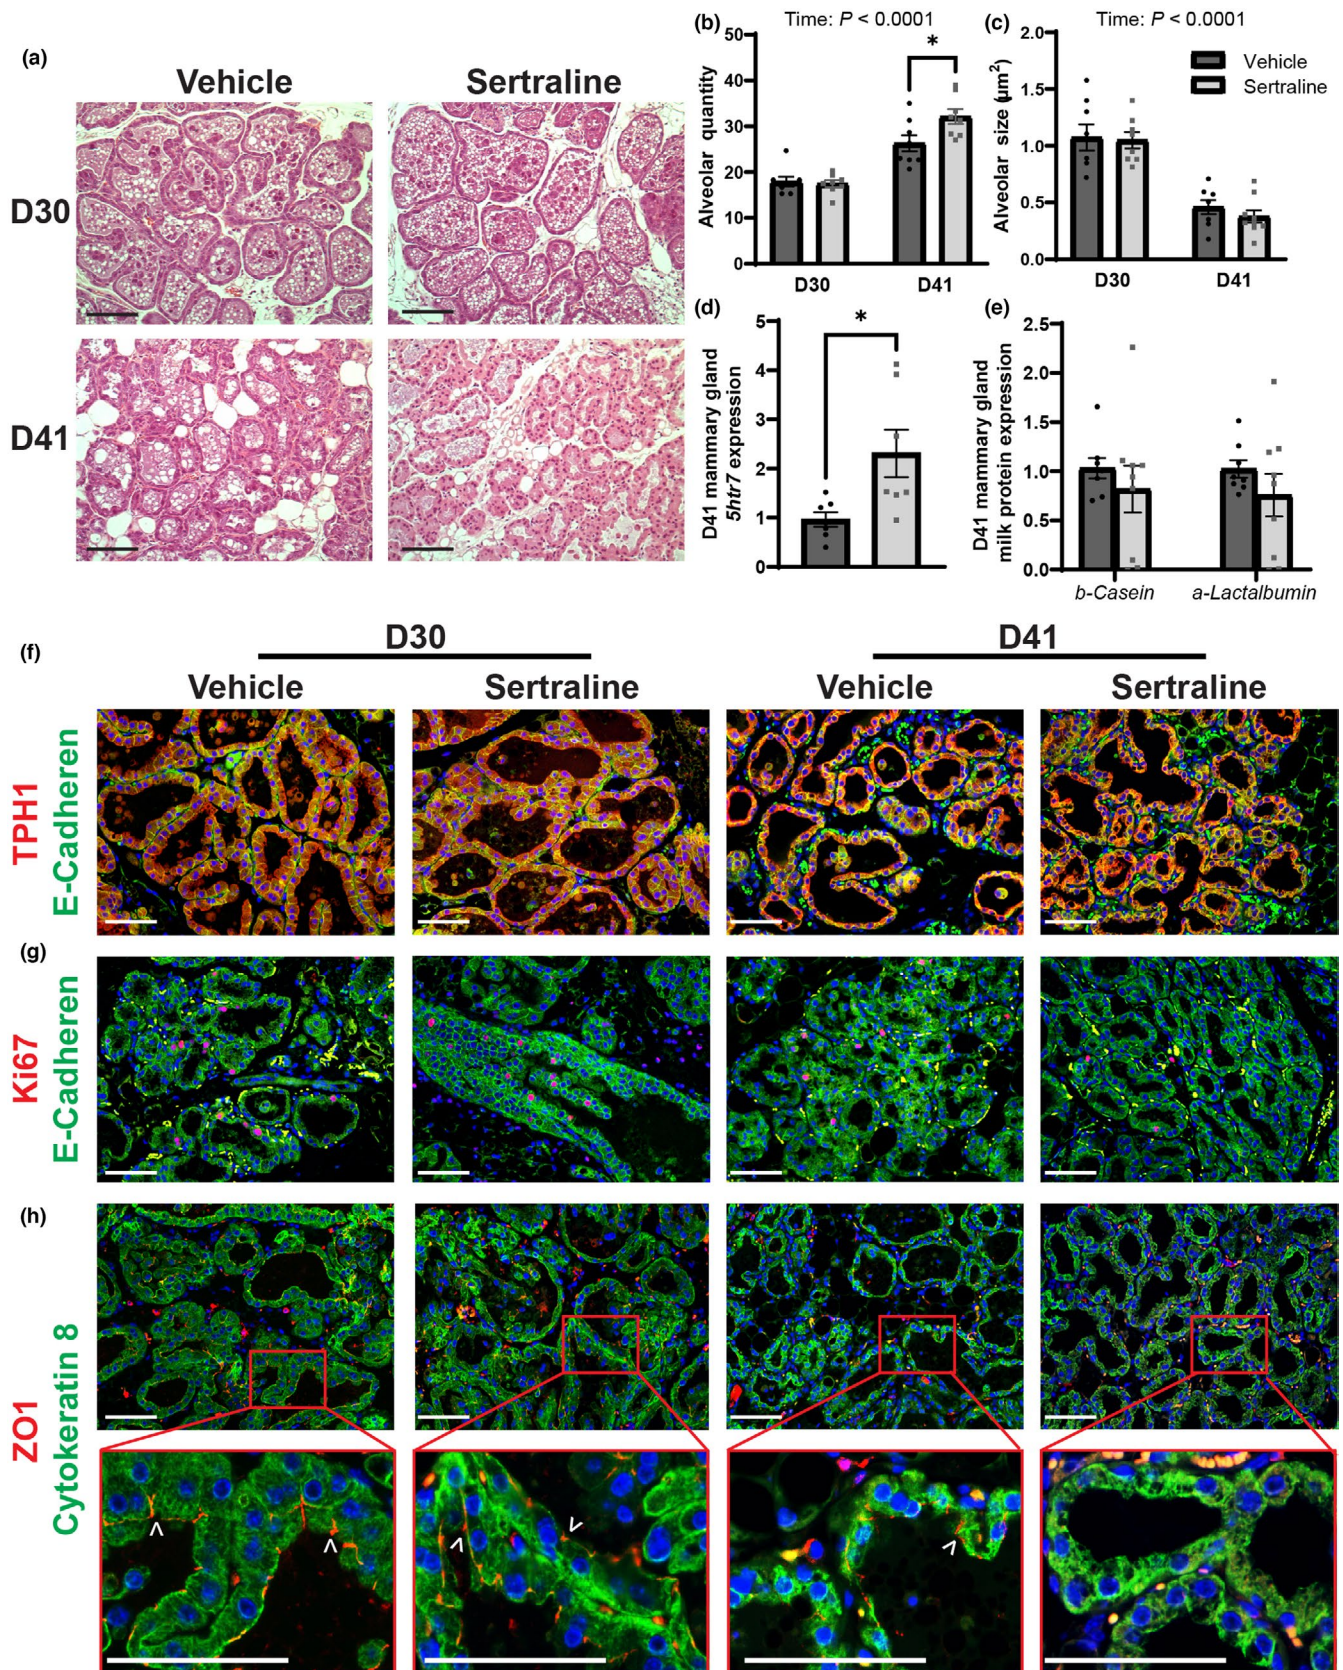 (a)
Vehicle Sertraline
D30
D41
(b)
Time: P < 0.0001
Alveolar quantity
50
40
30
20
10
0
*
D30 D41
(c)
Time: P < 0.0001
Alveolar size (µm²)
2.0
1.5
1.0
0.5
0.0
Vehicle
Sertraline
D30 D41
(d)
D41 mammary gland
5htr7 expression
5
4
3
2
1
0
*
(e)
D41 mammary gland
milk protein expression
2.5
2.0
1.5
1.0
0.5
0.0
b-Casein a-Lactalbumin
(f)
D30 D41
Vehicle Sertraline Vehicle Sertraline
TPH1
E-Cadheren
(g)
Ki67
E-Cadheren
(h)
ZO1
Cytokeratin 8